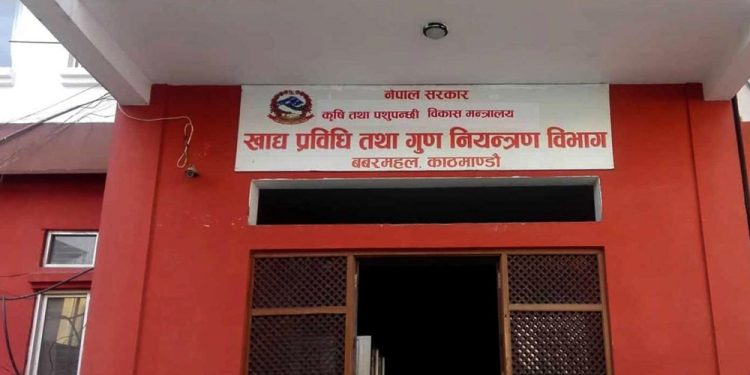 नेपाल सरकार
कृषि तथा पशुपन्छी विकास मन्त्रालय
खाद्य प्रविधि तथा गुण नियन्त्रण विभाग
बबरमहल, काठमाण्डौ